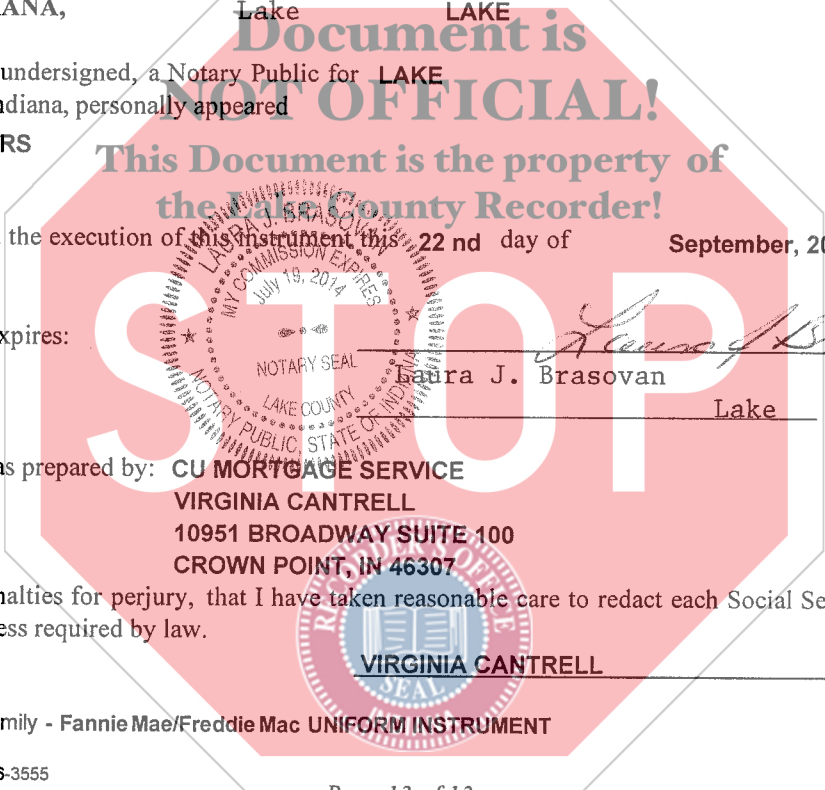 ANA, Lake LAKE
Document is
undersigned, a Notary Public for LAKE
ndiana, personally appeared
NOT OFFICIAL!
RS
This Document is the property of
the Lake County Recorder!
the execution of this instrument this 22 nd day of September, 20
LAURA J. BRASOVAN
MY COMMISSION EXPIRES
July 19, 2014
NOTARY SEAL
LAKE COUNTY
NOTARY PUBLIC, STATE OF INDIANA
STOP
xpires:
Laura J. Brasovan
Lake
as prepared by: CU MORTGAGE SERVICE
VIRGINIA CANTRELL
10951 BROADWAY SUITE 100
CROWN POINT, IN 46307
RECORDER'S OFFICE
SEAL
INDIANA
nalties for perjury, that I have taken reasonable care to redact each Social Se
ess required by law.
VIRGINIA CANTRELL
mily - Fannie Mae/Freddie Mac UNIFORM INSTRUMENT
6-3555